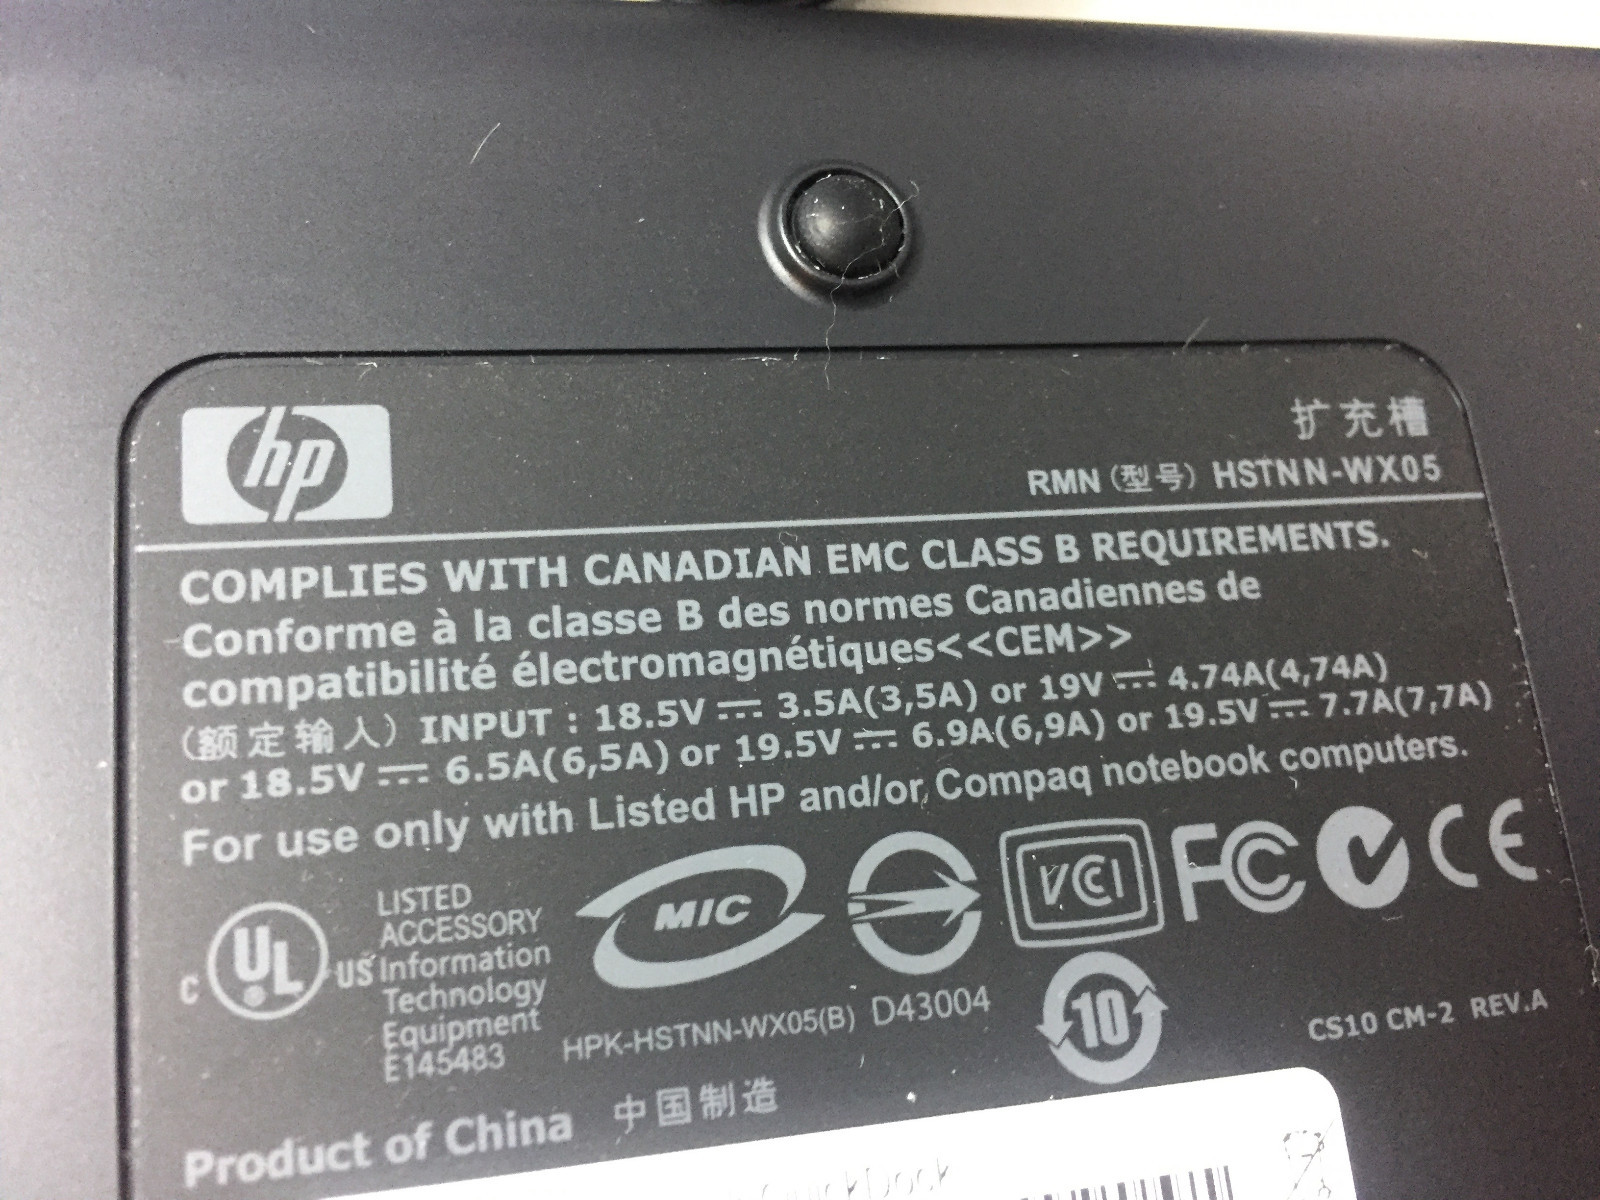 hp
扩充槽
RMN (型号) HSTNN-WX05
COMPLIES WITH CANADIAN EMC CLASS B REQUIREMENTS.
Conforme à la classe B des normes Canadiennes de
compatibilité électromagnétiques<<CEM>>
(额定输入) INPUT : 18.5V ⎓ 3.5A(3,5A) or 19V ⎓ 4.74A(4,74A)
or 18.5V ⎓ 6.5A(6,5A) or 19.5V ⎓ 6.9A(6,9A) or 19.5V ⎓ 7.7A(7,7A)
For use only with Listed HP and/or Compaq notebook computers.
C UL ® US
LISTED
ACCESSORY
Information
Technology
Equipment
E145483
MIC
VCI
FC
CE
HPK-HSTNN-WX05(B) D43004
10
CS10 CM-2 REV.A
Product of China 中国制造
QuickDock